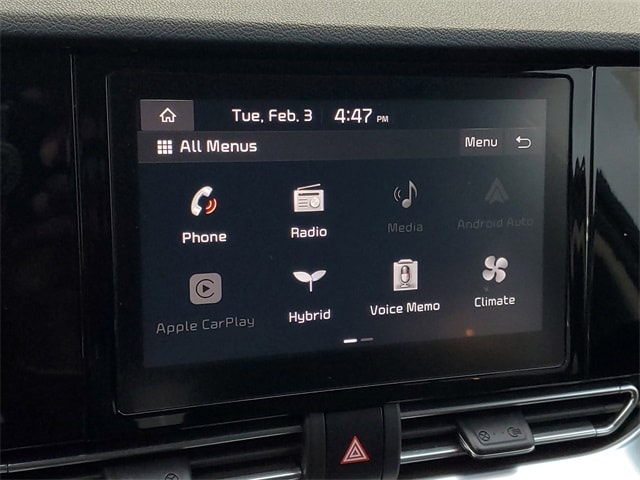 Tue, Feb. 3 4:47 PM
All Menus Menu
Phone Radio Media Android Auto
Apple CarPlay Hybrid Voice Memo Climate